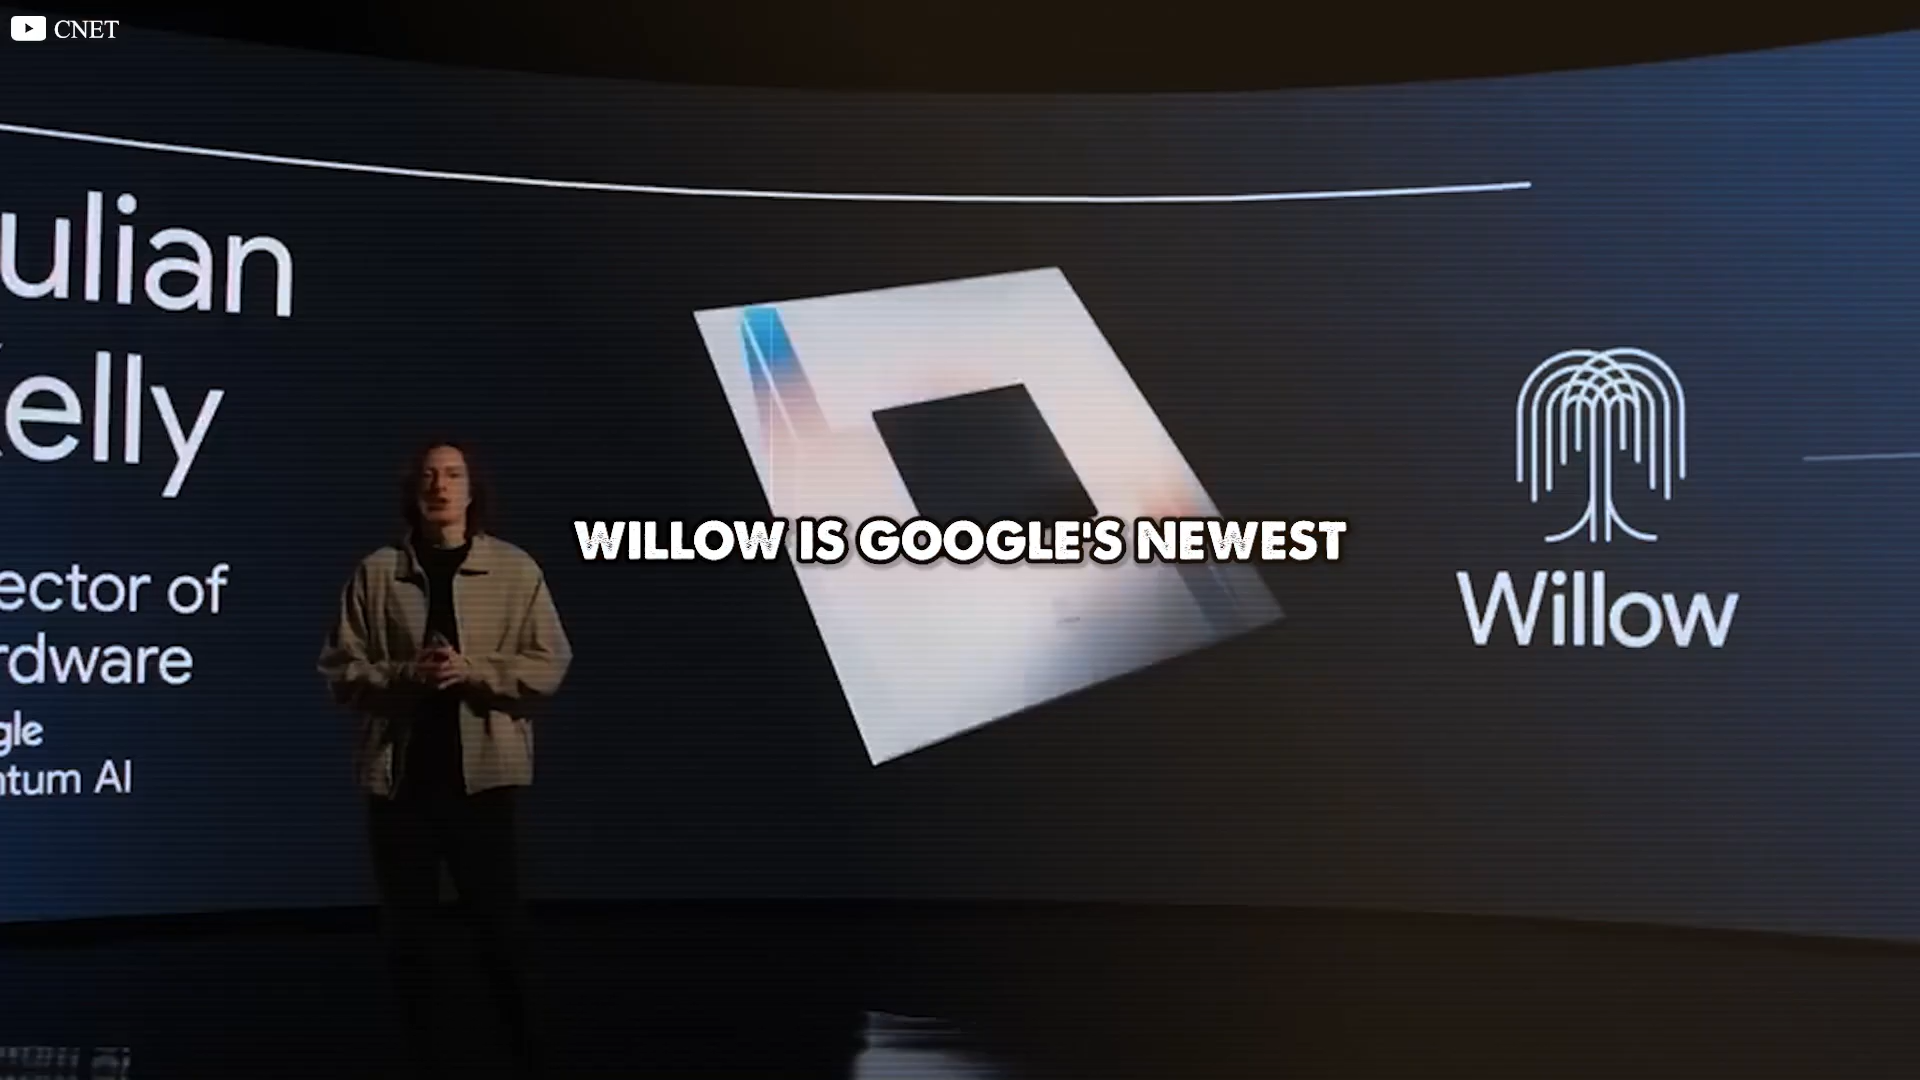 CNET
ulian
elly
ector of
rdware
gle
ntum AI
WILLOW IS GOOGLE'S NEWEST
Willow